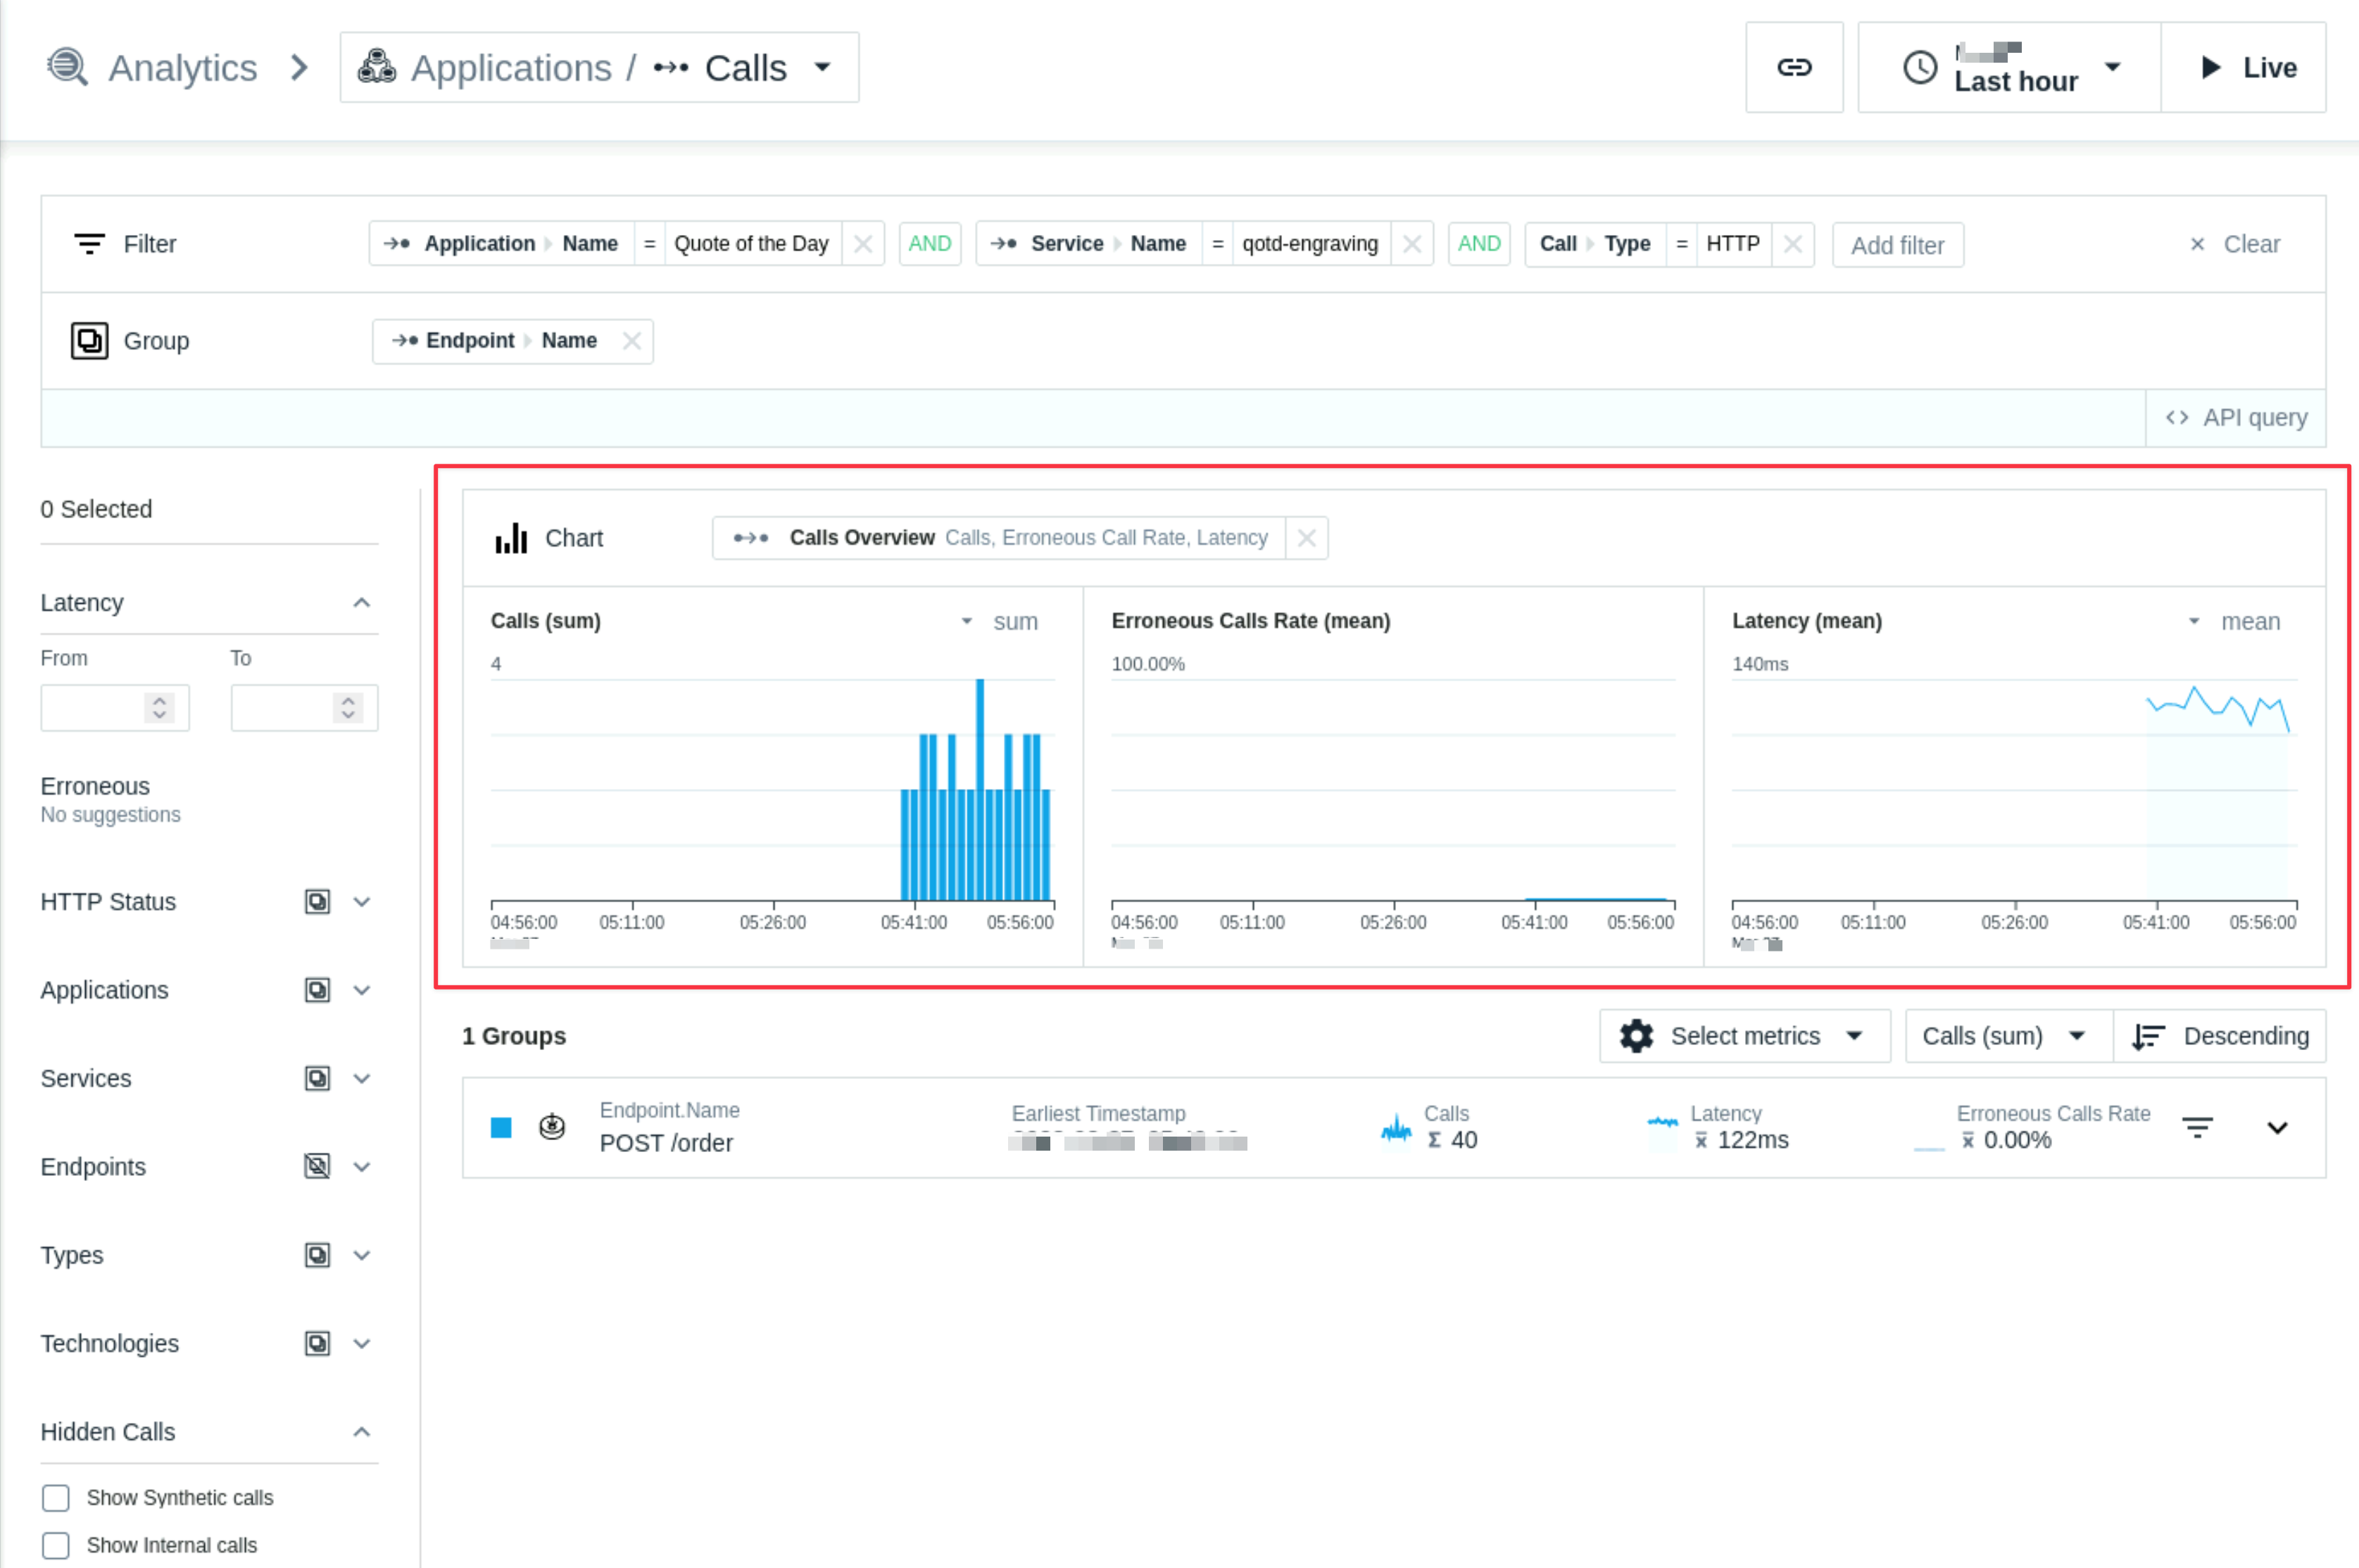 Analytics Applications / Calls
Last hour
Live
Filter Application Name = Quote of the Day AND Service Name = qotd-engraving AND Call Type = HTTP Add filter × Clear
Group Endpoint Name
<> API query
0 Selected
Latency
From To
Erroneous
No suggestions
HTTP Status
Applications
Services
Endpoints
Types
Technologies
Hidden Calls
Show Synthetic calls
Show Internal calls
Chart Calls Overview Calls, Erroneous Call Rate, Latency
Calls (sum) sum
4
04:56:00 05:11:00 05:26:00 05:41:00 05:56:00
Erroneous Calls Rate (mean)
100.00%
04:56:00 05:11:00 05:26:00 05:41:00 05:56:00
Latency (mean) mean
140ms
04:56:00 05:11:00 05:26:00 05:41:00 05:56:00
1 Groups Select metrics Calls (sum) Descending
Endpoint.Name
POST /order
Earliest Timestamp
Calls
Σ 40
Latency
x̄ 122ms
Erroneous Calls Rate
x̄ 0.00%